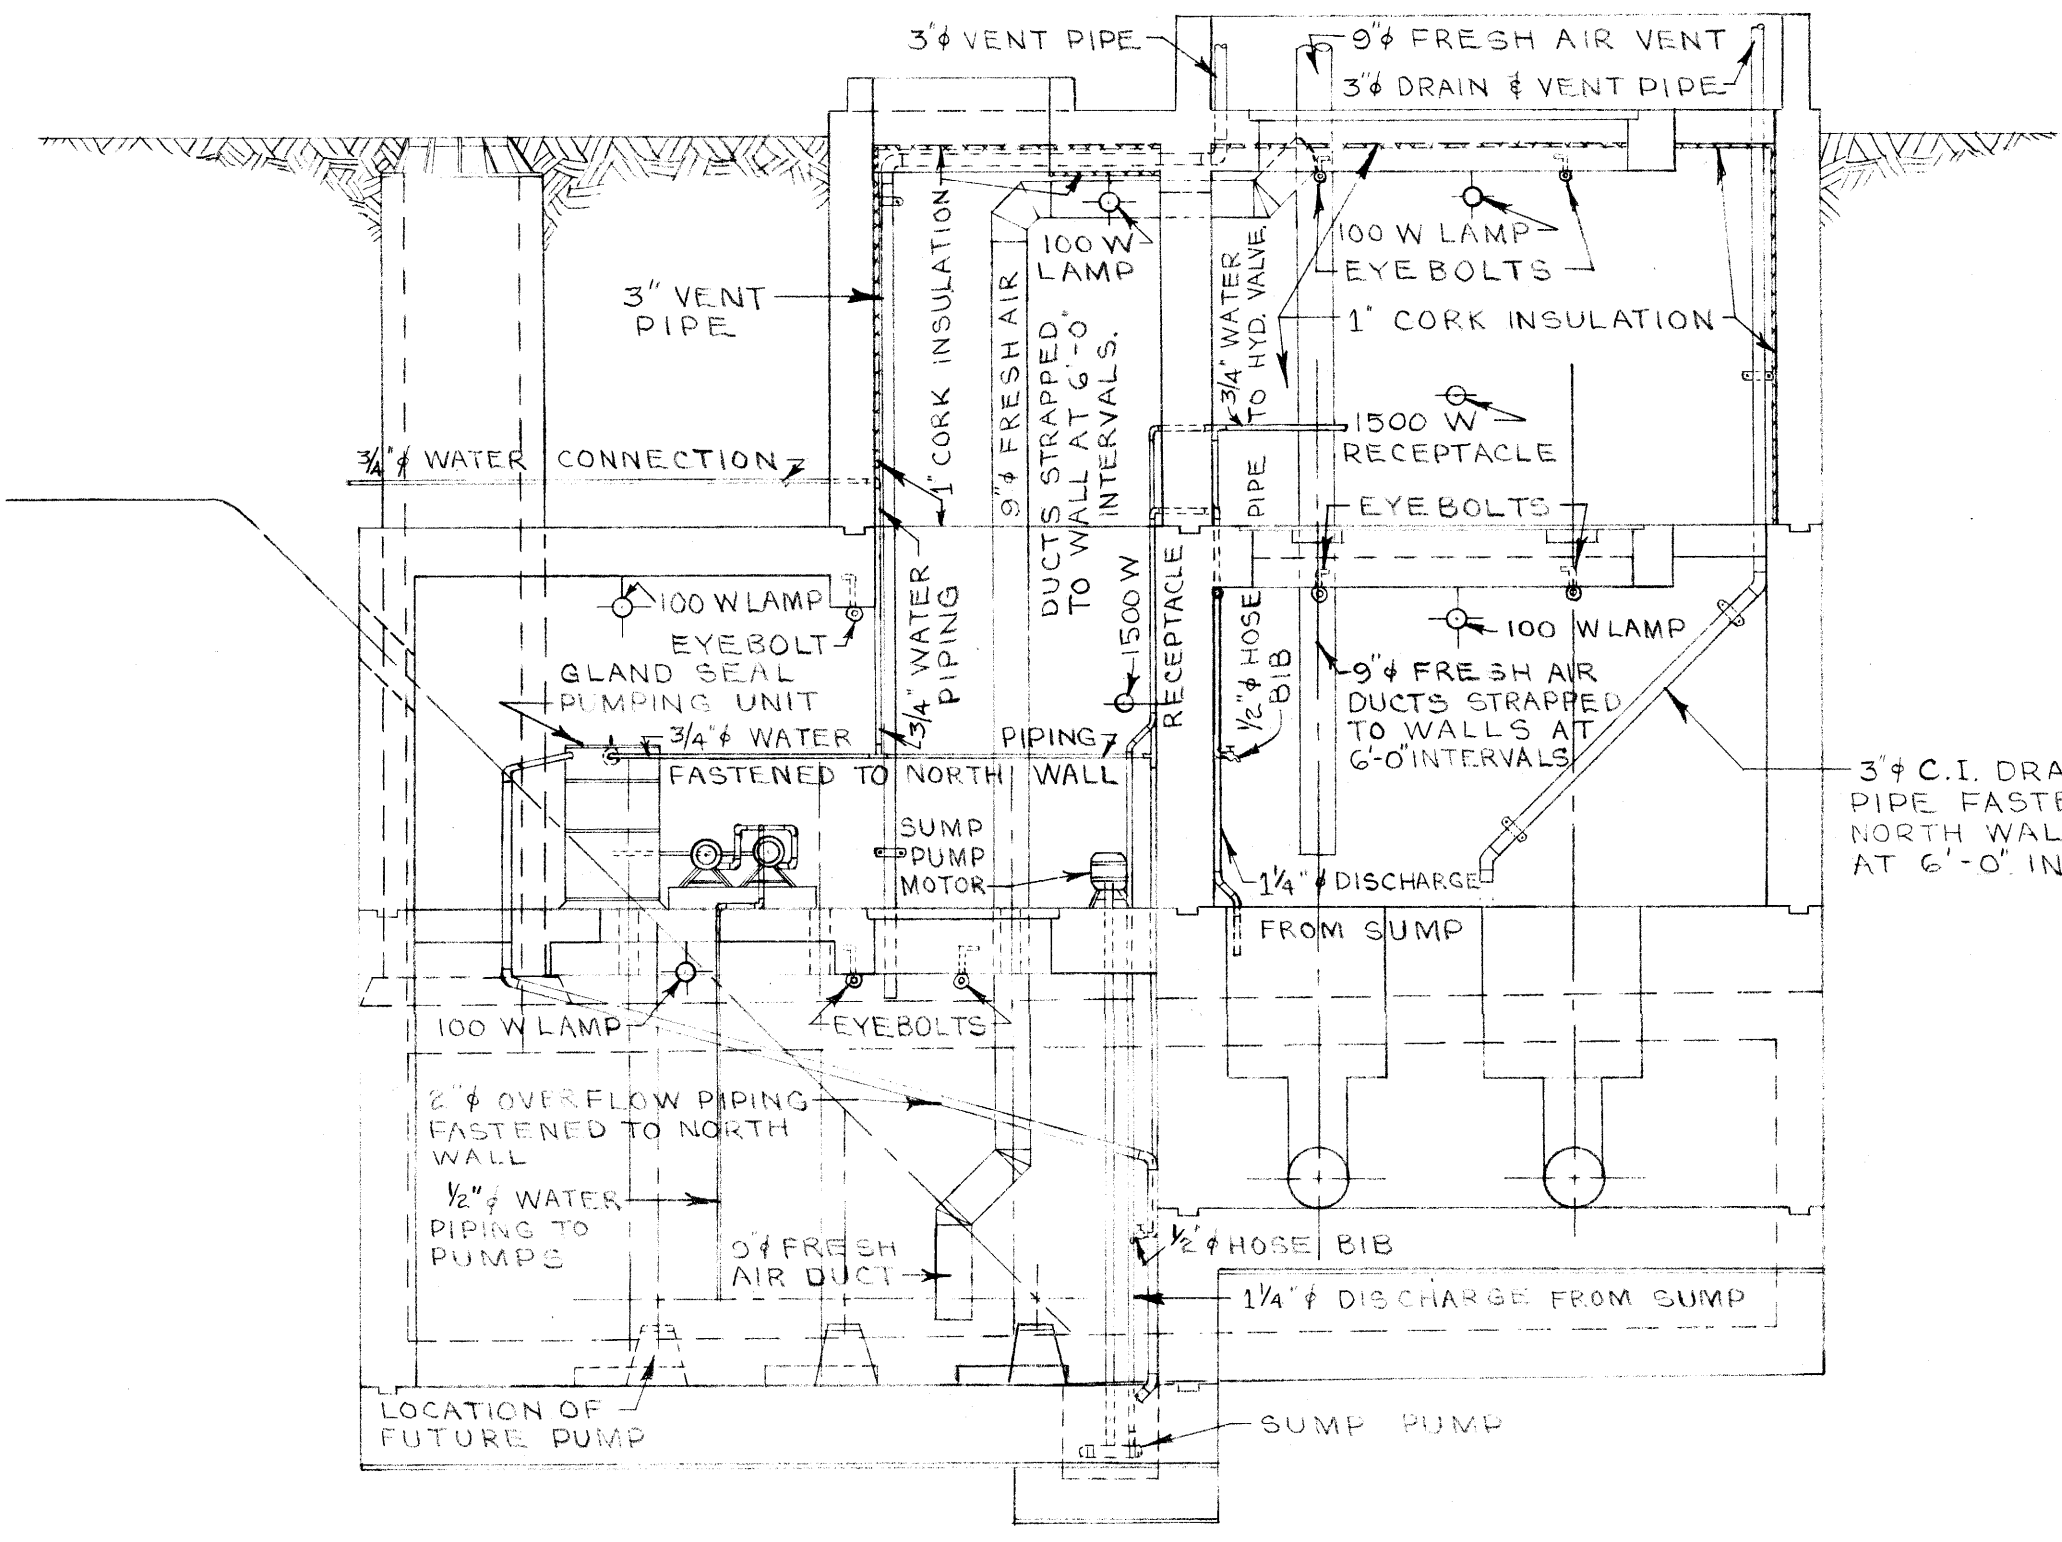 3"ϕ VENT PIPE
9"ϕ FRESH AIR VENT
3"ϕ DRAIN & VENT PIPE
3" VENT
PIPE
1" CORK INSULATION
100 W
LAMP
9"ϕ FRESH AIR
DUCTS STRAPPED
TO WALL AT 6'-0"
INTERVALS.
3/4" WATER PIPE
TO HYD. VALVE.
100 W LAMP
EYE BOLTS
1" CORK INSULATION
1500 W
RECEPTACLE
3/4"ϕ WATER CONNECTION
EYE BOLTS
100 W LAMP
EYEBOLT
GLAND SEAL
PUMPING UNIT
3/4" WATER
PIPING
1500 W
RECEPTACLE
1/2"ϕ HOSE
BIB
100 W LAMP
9"ϕ FRESH AIR
DUCTS STRAPPED
TO WALLS AT
6'-0" INTERVALS
3/4"ϕ WATER PIPING
FASTENED TO NORTH WALL
3"ϕ C.I. DRA
PIPE FASTE
NORTH WAL
AT 6'-0" IN
SUMP
PUMP
MOTOR
1 1/4"ϕ DISCHARGE
FROM SUMP
100 W LAMP
EYEBOLTS
2"ϕ OVERFLOW PIPING
FASTENED TO NORTH
WALL
1/2"ϕ WATER
PIPING TO
PUMPS
9"ϕ FRESH
AIR DUCT
1/2"ϕ HOSE BIB
1 1/4"ϕ DISCHARGE FROM SUMP
LOCATION OF
FUTURE PUMP
SUMP PUMP